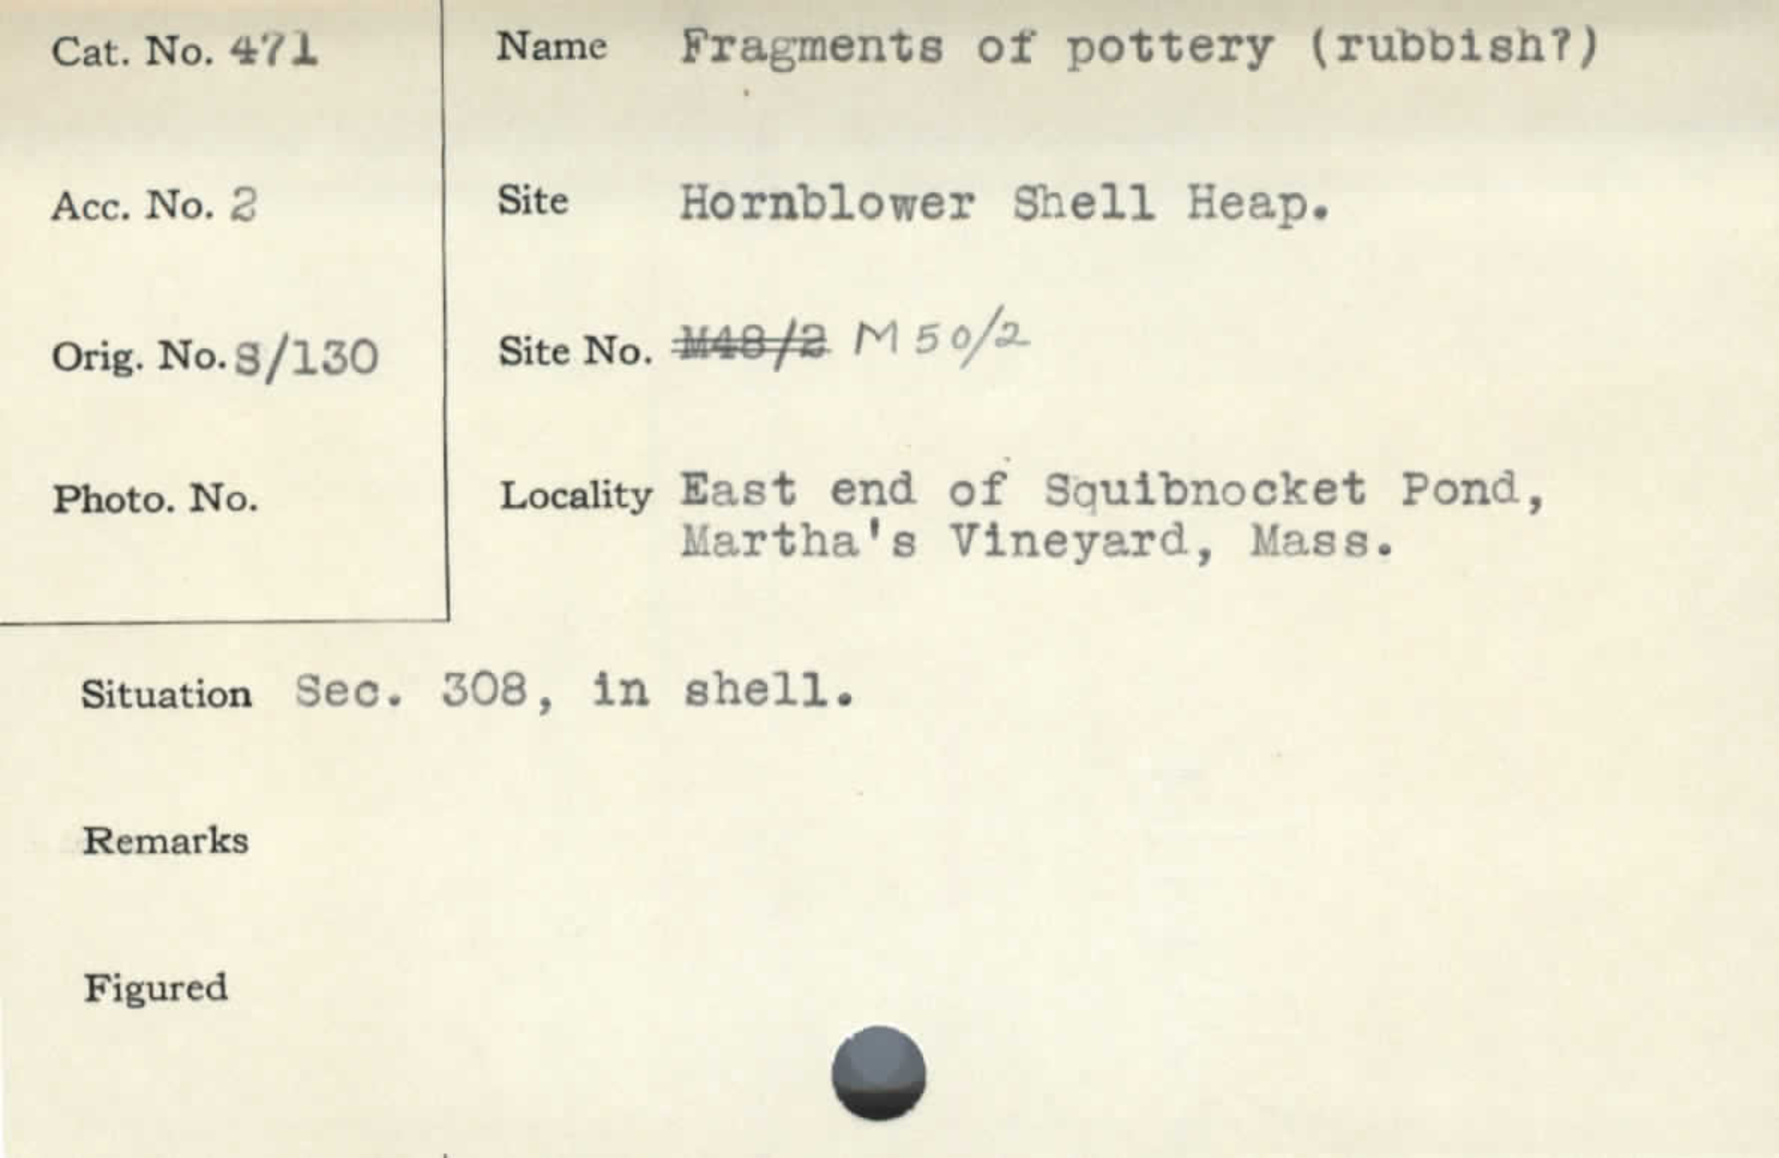 Cat. No. 471
Name Fragments of pottery (rubbish?)
Acc. No. 2
Site Hornblower Shell Heap.
Orig. No. S/130
Site No. M48/2 M 50/2
Photo. No.
Locality East end of Squibnocket Pond,
Martha's Vineyard, Mass.
Situation Sec. 308, in shell.
Remarks
Figured